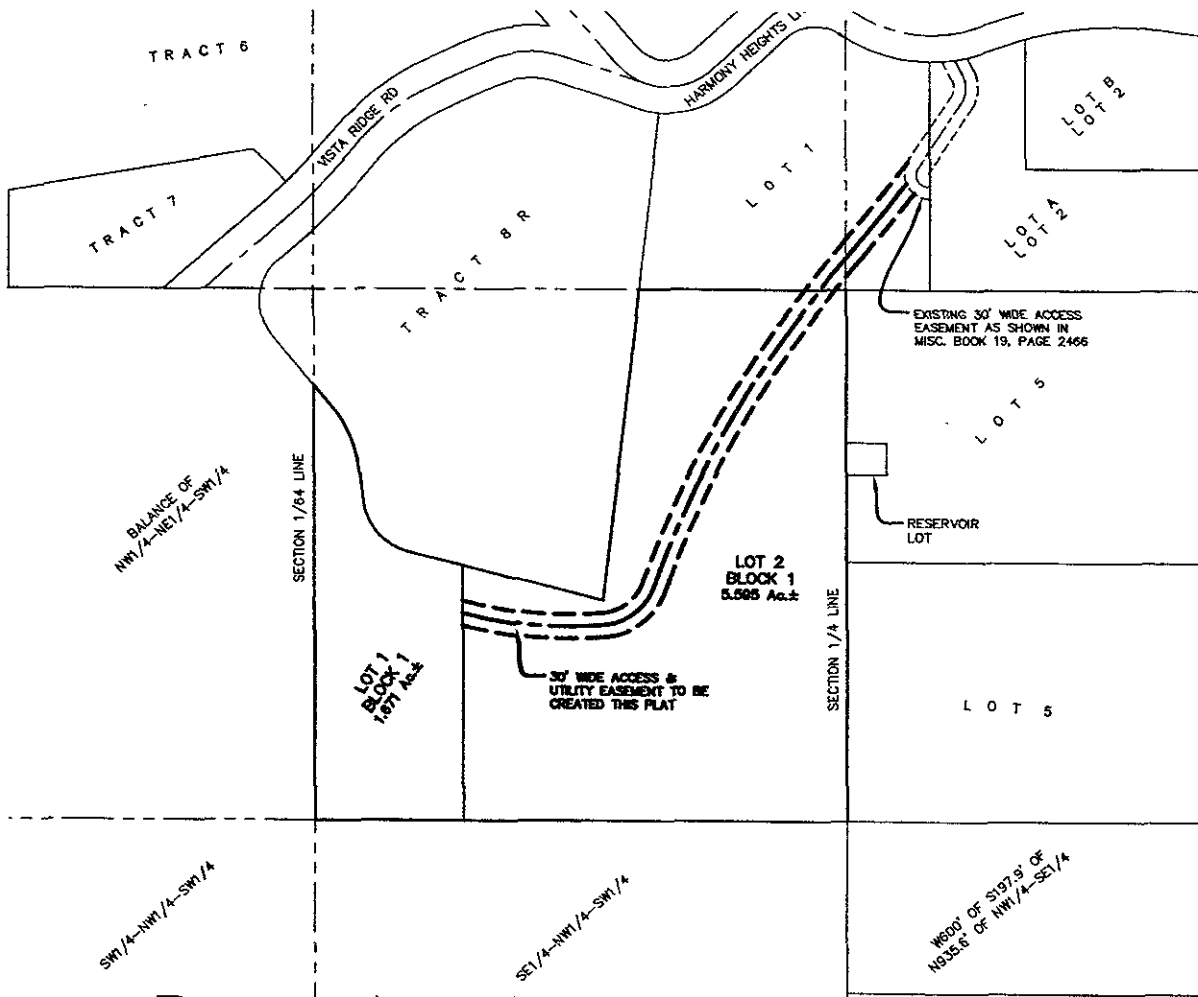 TRACT 6
VISTA RIDGE RD
HARMONY HEIGHTS
LOT B
LOT 2
TRACT 7
TRACT 8R
LOT 1
LOT A
LOT 2
EXISTING 30' WIDE ACCESS
EASEMENT AS SHOWN IN
MISC. BOOK 19, PAGE 2466
LOT 5
BALANCE OF
NW1/4-NE1/4-SW1/4
SECTION 1/64 LINE
RESERVOIR
LOT
LOT 2
BLOCK 1
5.595 Ac.±
SECTION 1/4 LINE
LOT 1
BLOCK 1
1.671 Ac.±
30' WIDE ACCESS &
UTILITY EASEMENT TO BE
CREATED THIS PLAT
LOT 5
SW1/4-NW1/4-SW1/4
SE1/4-NW1/4-SW1/4
W600' OF S197.9' OF
N935.6' OF NW1/4-SE1/4